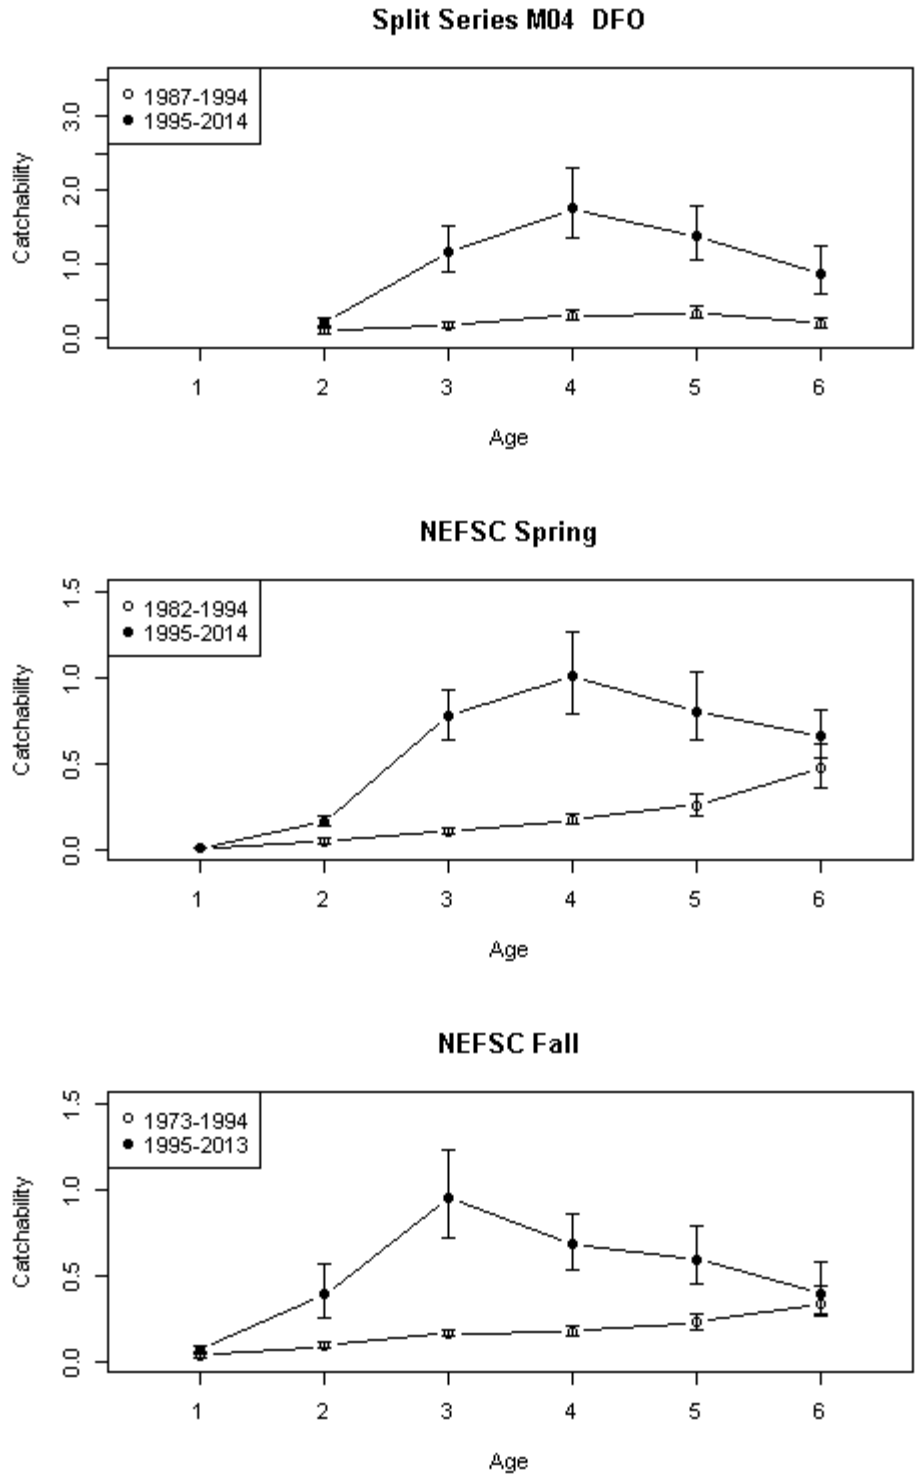 Split Series M04 DFO
1987-1994
1995-2014
Catchability
0.0 1.0 2.0 3.0
1 2 3 4 5 6
Age
NEFSC Spring
1982-1994
1995-2014
Catchability
0.0 0.5 1.0 1.5
1 2 3 4 5 6
Age
NEFSC Fall
1973-1994
1995-2013
Catchability
0.0 0.5 1.0 1.5
1 2 3 4 5 6
Age